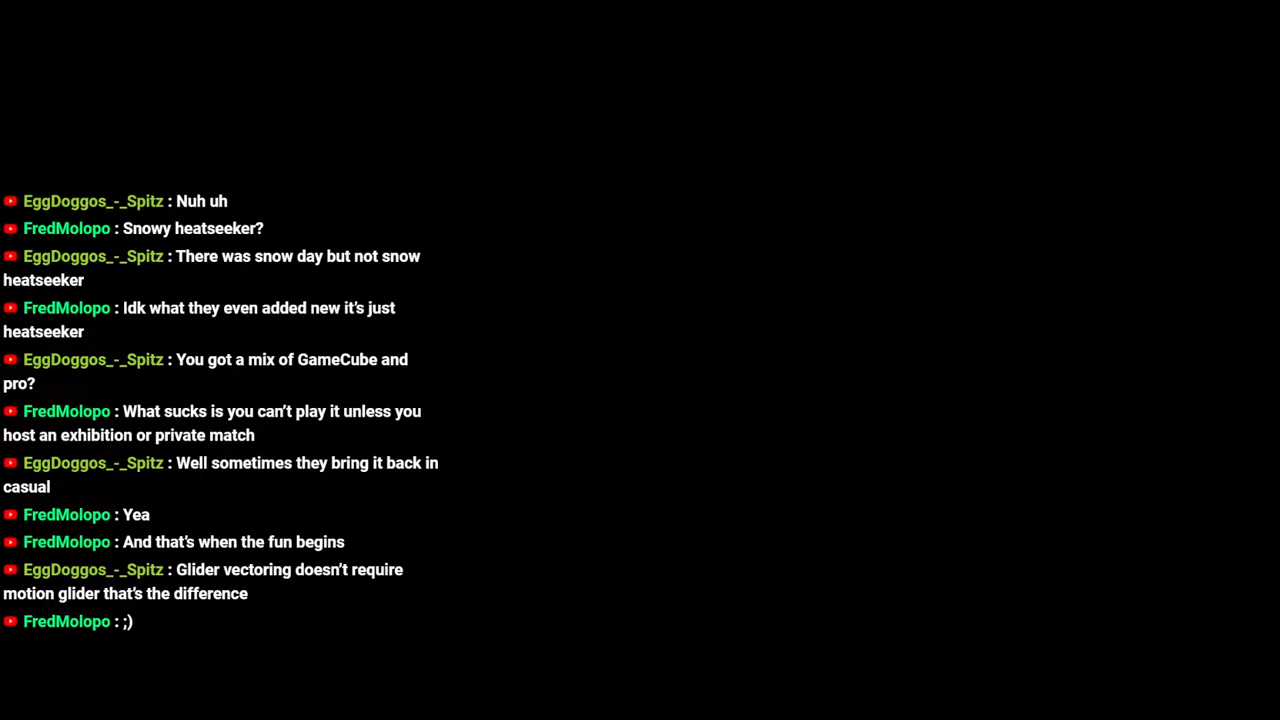 EggDoggos_-_Spitz : Nuh uh
FredMolopo : Snowy heatseeker?
EggDoggos_-_Spitz : There was snow day but not snow
heatseeker
FredMolopo : Idk what they even added new it’s just
heatseeker
EggDoggos_-_Spitz : You got a mix of GameCube and
pro?
FredMolopo : What sucks is you can’t play it unless you
host an exhibition or private match
EggDoggos_-_Spitz : Well sometimes they bring it back in
casual
FredMolopo : Yea
FredMolopo : And that’s when the fun begins
EggDoggos_-_Spitz : Glider vectoring doesn’t require
motion glider that’s the difference
FredMolopo : ;)